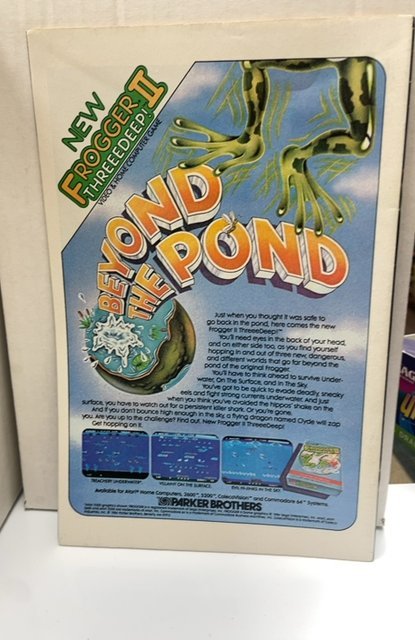 NEW
FROGGER II
THREEEDEEP!
VIDEO & HOME COMPUTER GAME
BEYOND
THE POND
Just when you thought it was safe to
go back in the pond, here comes the new
Frogger II ThreeeDeep!™
You'll need eyes in the back of your head,
and on either side too, as you find yourself
hopping in and out of three new, dangerous,
and different worlds that go far beyond the
pond of the original Frogger.
You'll have to think ahead to survive Under-
water, On The Surface, and In The Sky.
You've got to be quick to evade deadly, sneaky
eels and fight strong currents underwater. And just
when you think you've avoided the hippos' snake on the
surface, you have to watch out for a persistent killer shark. Or you're gone.
And if you don't bounce high enough in the sky, a flying dragon named Clyde will zap
you. Are you up to the challenge? Find out. New Frogger II ThreeeDeep!
Get hopping on it.
TREACHERY UNDERWATER
VILLAINY ON THE SURFACE
EVIL IN THE SKY
Available for Atari® Home Computers, 2600™, 5200™, ColecoVision™ and Commodore 64™ Systems.
PARKER BROTHERS